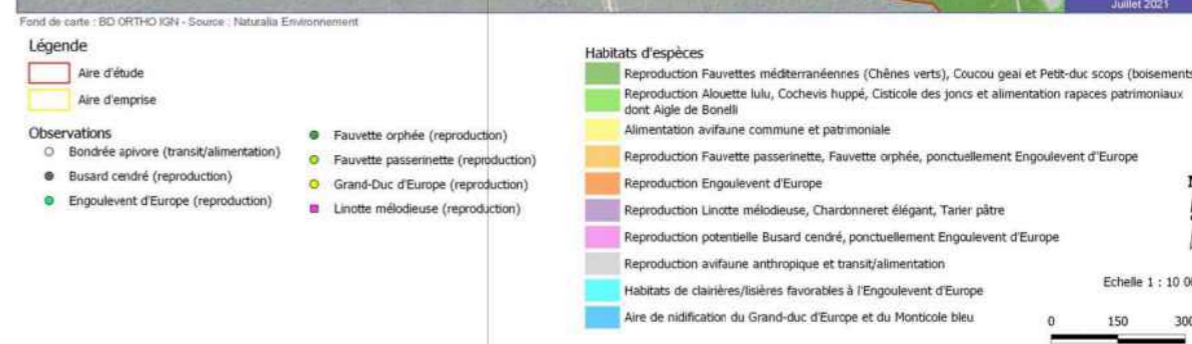 Juillet 2021
Fond de carte : BD ORTHO IGN - Source : Naturalia Environnement
Légende
Aire d'étude
Aire d'emprise
Observations
Bondrée apivore (transit/alimentation)
Busard cendré (reproduction)
Engoulevent d'Europe (reproduction)
Fauvette orphée (reproduction)
Fauvette passerinette (reproduction)
Grand-Duc d'Europe (reproduction)
Linotte mélodieuse (reproduction)
Habitats d'espèces
Reproduction Fauvettes méditerranéennes (Chênes verts), Coucou geai et Petit-duc scops (boisements
Reproduction Alouette lulu, Cochevis huppé, Cisticole des joncs et alimentation rapaces patrimoniaux
dont Aigle de Bonelli
Alimentation avifaune commune et patrimoniale
Reproduction Fauvette passerinette, Fauvette orphée, ponctuellement Engoulevent d'Europe
Reproduction Engoulevent d'Europe
Reproduction Linotte mélodieuse, Chardonneret élégant, Tarier pâtre
Reproduction potentielle Busard cendré, ponctuellement Engoulevent d'Europe
Reproduction avifaune anthropique et transit/alimentation
Habitats de clairières/lisières favorables à l'Engoulevent d'Europe
Aire de nidification du Grand-duc d'Europe et du Monticole bleu
Echelle 1 : 10 00
0 150 300